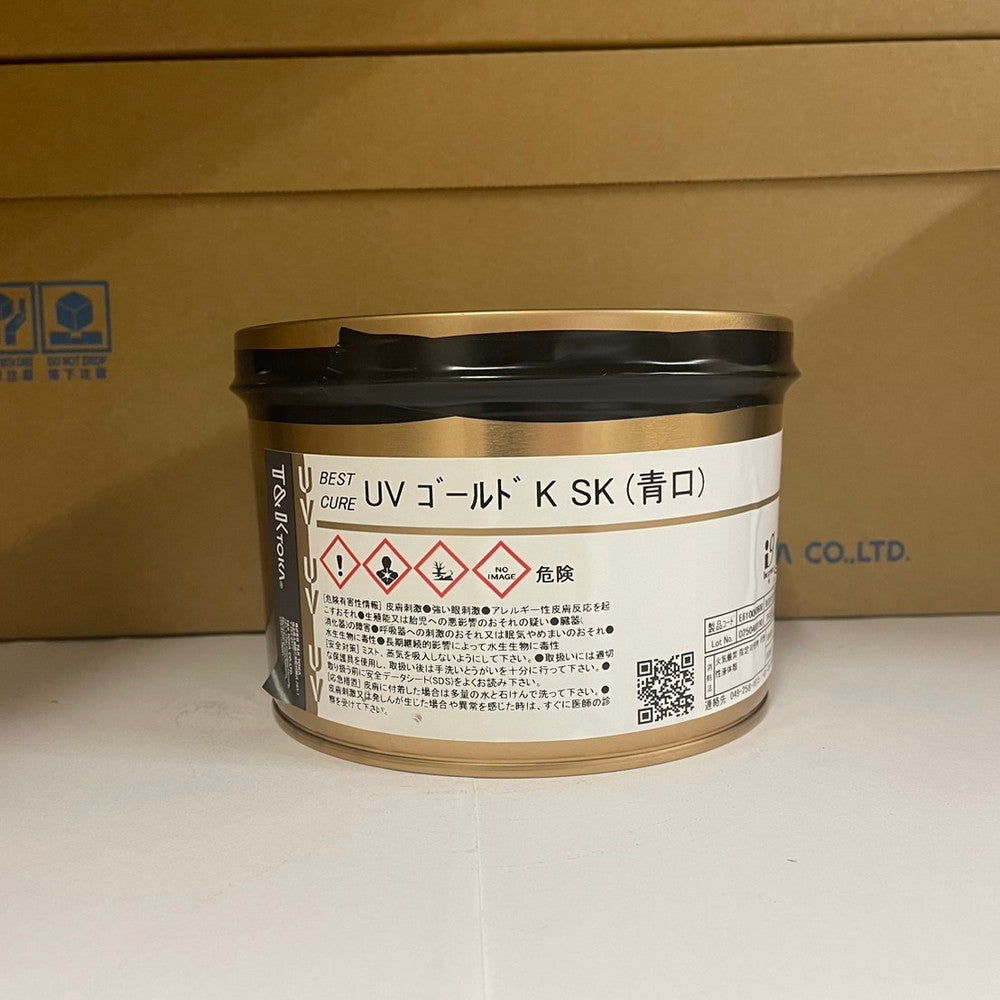 DO NOT DROP
落下注意
CO.,LTD.
T&K TOKA
UV UV UV
BEST
CURE
UV ゴールド K SK (青口)
NO
IMAGE
危険
[危険有害性情報] 皮膚刺激●強い眼刺激●アレルギー性皮膚反応を起
こすおそれ●生殖能又は胎児への悪影響のおそれの疑い●臓器(
消化器)の障害●呼吸器への刺激のおそれ又は眠気やめまいのおそれ●
水生生物に毒性●長期継続的影響によって水生生物に毒性
[安全対策] ミスト、蒸気を吸入しないようにして下さい。●取扱いには適切
な保護具を使用し、取扱い後は手洗いとうがいを十分に行って下さい。●
取り扱う前に安全データシート(SDS)をよくお読み下さい。
[応急措置] 皮膚に付着した場合は多量の水と石けんで洗って下さい。●
皮膚刺激又は発しんが生じた場合や異常を感じた時は、すぐに医師の診
察を受けて下さい。
製品コード
Lot No.
消防法
火気厳禁
性液体類
連絡先